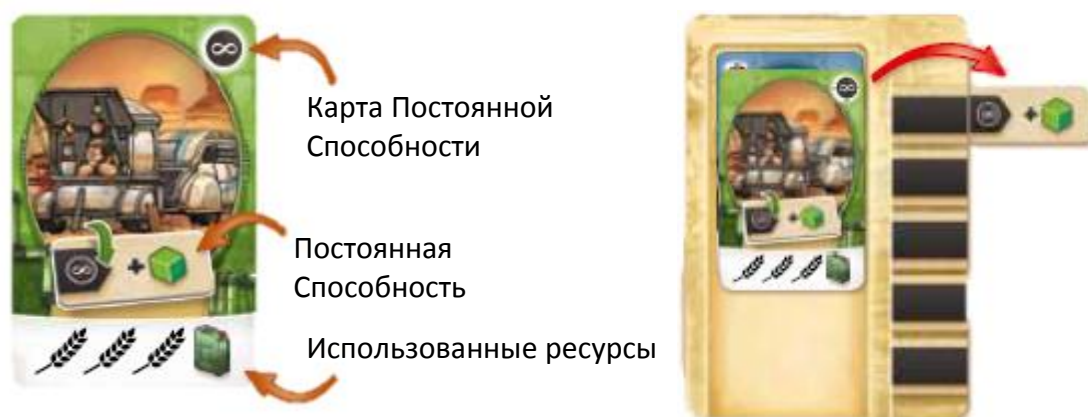 Карта Постоянной
Способности
Постоянная
Способность
Использованные ресурсы